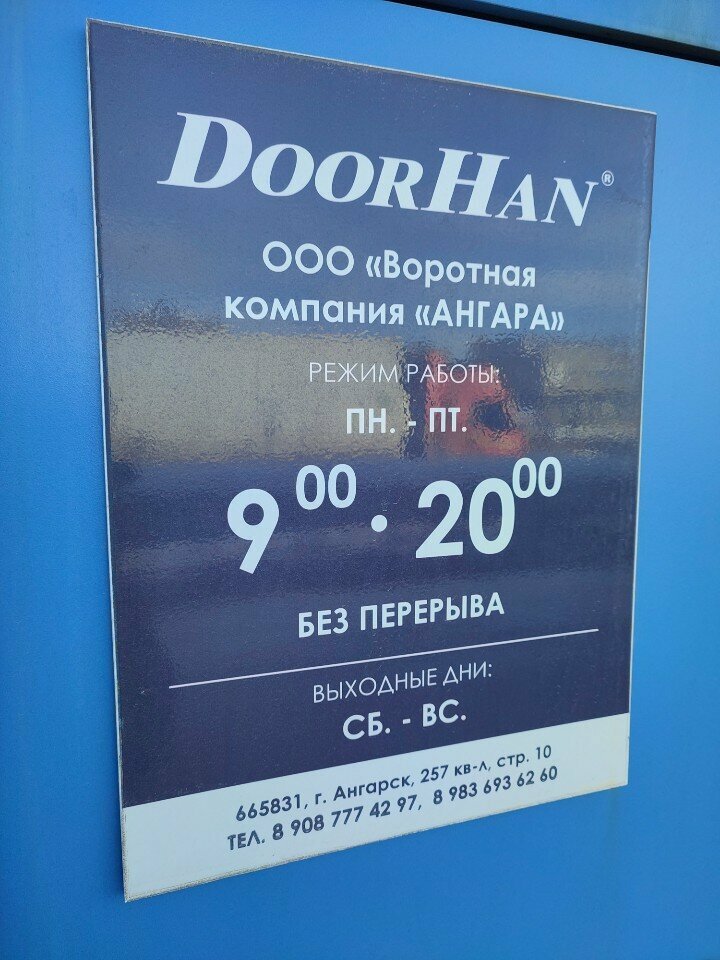 DOORHAN®
ООО «Воротная
компания «АНГАРА»
РЕЖИМ РАБОТЫ:
ПН. - ПТ.
9 00 · 20 00
БЕЗ ПЕРЕРЫВА
ВЫХОДНЫЕ ДНИ:
СБ. - ВС.
665831, г. Ангарск, 257 кв-л, стр. 10
ТЕЛ. 8 908 777 42 97, 8 983 693 62 60